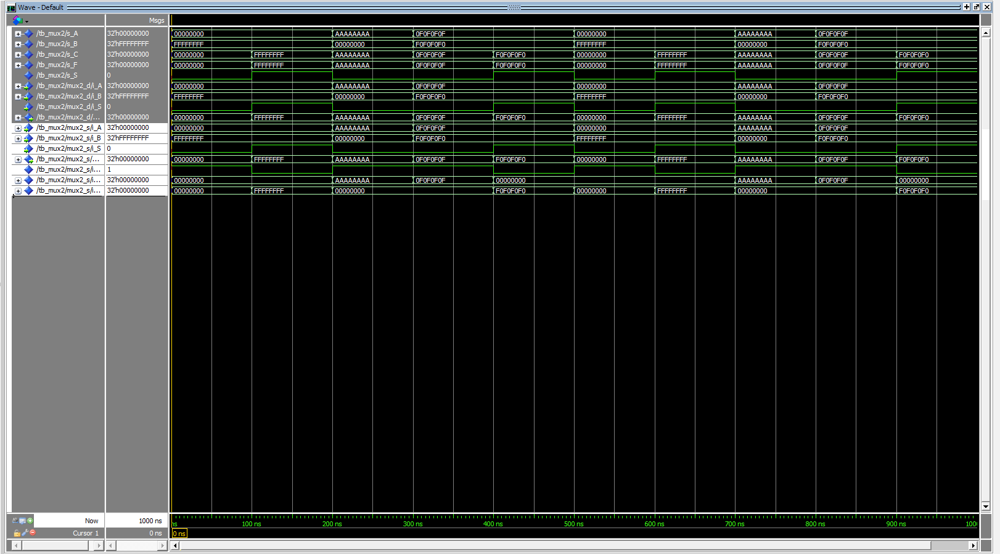 Wave - Default
Msgs
/tb_mux2/s_A 32'h00000000 00000000 AAAAAAAA 0F0F0F0F 00000000 AAAAAAAA 0F0F0F0F
/tb_mux2/s_B 32'hFFFFFFFF FFFFFFFF 00000000 F0F0F0F0 FFFFFFFF 00000000 F0F0F0F0
/tb_mux2/s_C 32'h00000000 00000000 FFFFFFFF AAAAAAAA 0F0F0F0F F0F0F0F0 00000000 FFFFFFFF AAAAAAAA 0F0F0F0F F0F0F0F0
/tb_mux2/s_F 32'h00000000 00000000 FFFFFFFF AAAAAAAA 0F0F0F0F F0F0F0F0 00000000 FFFFFFFF AAAAAAAA 0F0F0F0F F0F0F0F0
/tb_mux2/s_S 0
/tb_mux2/mux2_d/i_A 32'h00000000 00000000 AAAAAAAA 0F0F0F0F 00000000 AAAAAAAA 0F0F0F0F
/tb_mux2/mux2_d/i_B 32'hFFFFFFFF FFFFFFFF 00000000 F0F0F0F0 FFFFFFFF 00000000 F0F0F0F0
/tb_mux2/mux2_d/i_S 0
/tb_mux2/mux2_d/... 32'h00000000 00000000 FFFFFFFF AAAAAAAA 0F0F0F0F F0F0F0F0 00000000 FFFFFFFF AAAAAAAA 0F0F0F0F F0F0F0F0
/tb_mux2/mux2_s/i_A 32'h00000000 00000000 AAAAAAAA 0F0F0F0F 00000000 AAAAAAAA 0F0F0F0F
/tb_mux2/mux2_s/i_B 32'hFFFFFFFF FFFFFFFF 00000000 F0F0F0F0 FFFFFFFF 00000000 F0F0F0F0
/tb_mux2/mux2_s/i_S 0
/tb_mux2/mux2_s/... 32'h00000000 00000000 FFFFFFFF AAAAAAAA 0F0F0F0F F0F0F0F0 00000000 FFFFFFFF AAAAAAAA 0F0F0F0F F0F0F0F0
/tb_mux2/mux2_s/i... 1
/tb_mux2/mux2_s/i... 32'h00000000 00000000 AAAAAAAA 0F0F0F0F 00000000 AAAAAAAA 0F0F0F0F 00000000
/tb_mux2/mux2_s/i... 32'h00000000 00000000 FFFFFFFF 00000000 F0F0F0F0 00000000 FFFFFFFF 00000000 F0F0F0F0
Now 1000 ns ns 100 ns 200 ns 300 ns 400 ns 500 ns 600 ns 700 ns 800 ns 900 ns 100
Cursor 1 0 ns 0 ns